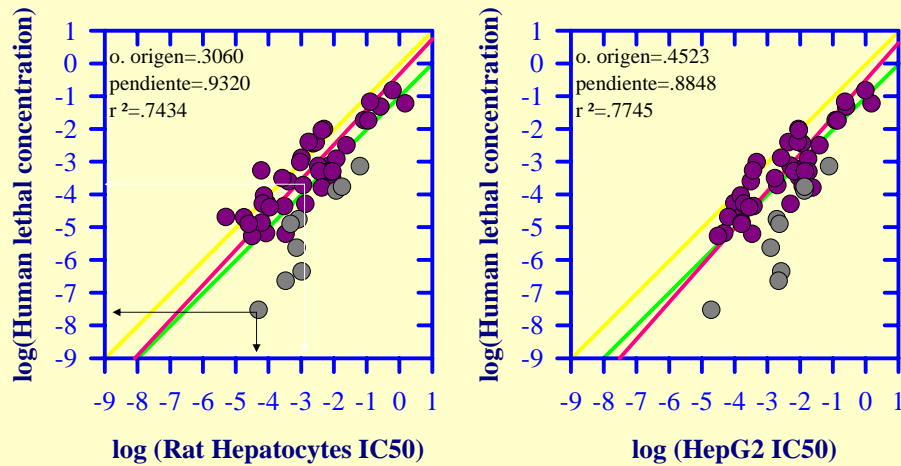 log(Human lethal concentration)
1
0
-1
-2
-3
-4
-5
-6
-7
-8
-9
o. origen=.3060
pendiente=.9320
r ²=.7434
-9 -8 -7 -6 -5 -4 -3 -2 -1 0 1
log (Rat Hepatocytes IC50)
log(Human lethal concentration)
1
0
-1
-2
-3
-4
-5
-6
-7
-8
-9
o. origen=.4523
pendiente=.8848
r ²=.7745
-9 -8 -7 -6 -5 -4 -3 -2 -1 0 1
log (HepG2 IC50)